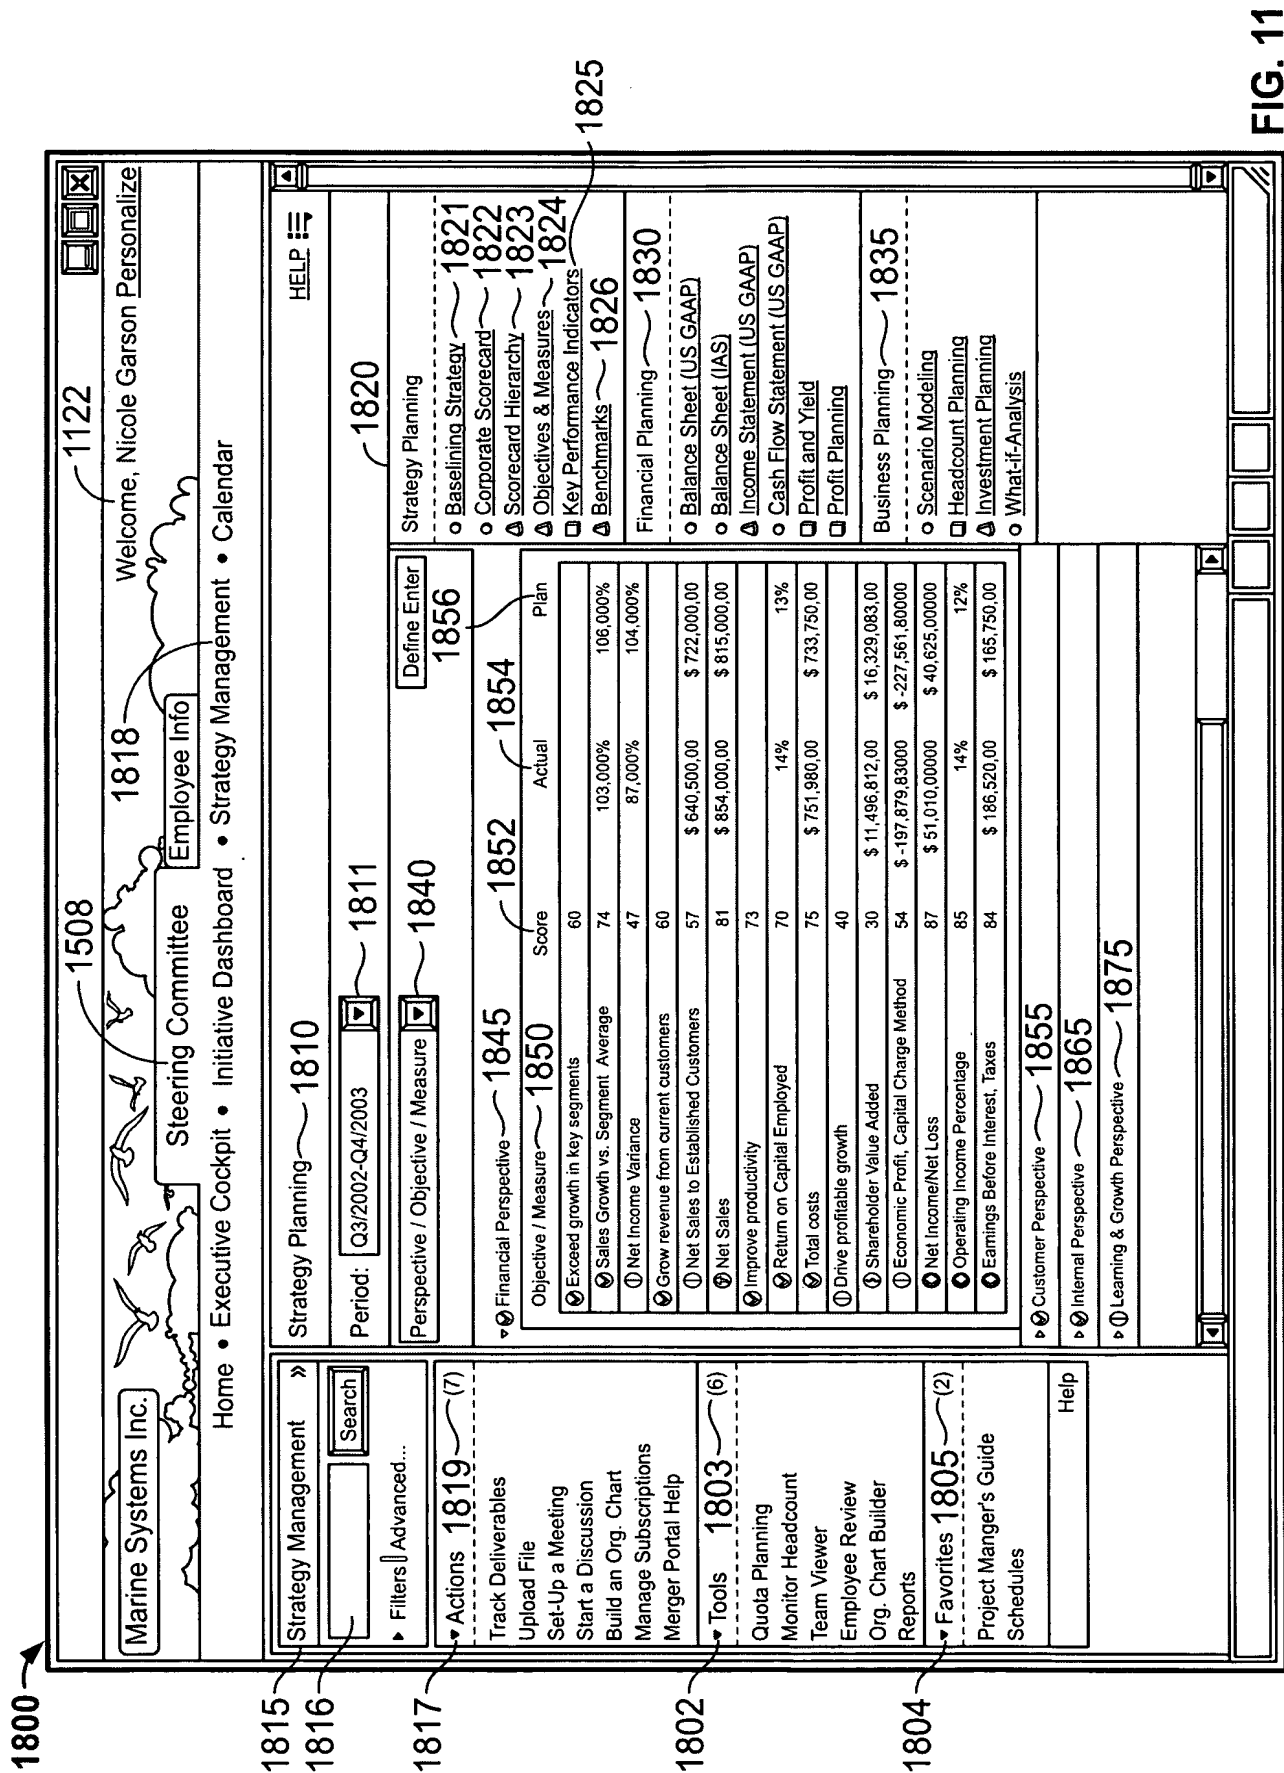 1800
1508
1122
Marine Systems Inc.
Welcome, Nicole Garson Personalize
Steering Committee
Employee Info
1818
Home • Executive Cockpit • Initiative Dashboard • Strategy Management • Calendar
1815
Strategy Management »
1816
Search
Filters Advanced...
1817
Actions 1819 (7)
Track Deliverables
Upload File
Set-Up a Meeting
Start a Discussion
Build an Org. Chart
Manage Subscriptions
Merger Portal Help
1802
Tools 1803 (6)
Quota Planning
Monitor Headcount
Team Viewer
Employee Review
Org. Chart Builder
Reports
1804
Favorites 1805 (2)
Project Manger's Guide
Schedules
Help
Strategy Planning 1810
HELP
Period: Q3/2002-Q4/2003 1811
1820
Perspective / Objective / Measure 1840
Define Enter
Financial Perspective 1845
1852
1854
1856
Objective / Measure 1850 Score Actual Plan
Exceed growth in key segments 60
Sales Growth vs. Segment Average 74 103,000% 106,000%
Net Income Variance 47 87,000% 104,000%
Grow revenue from current customers 60
Net Sales to Established Customers 57 $ 640,500,00 $ 722,000,00
Net Sales 81 $ 854,000,00 $ 815,000,00
Improve productivity 73
Return on Capital Employed 70 14% 13%
Total costs 75 $ 751,980,00 $ 733,750,00
Drive profitable growth 40
Shareholder Value Added 30 $ 11,496,812,00 $ 16,329,083,00
Economic Profit, Capital Charge Method 54 $ -197,879,83000 $ -227,561,80000
Net Income/Net Loss 87 $ 51,010,00000 $ 40,625,00000
Operating Income Percentage 85 14% 12%
Earnings Before Interest, Taxes 84 $ 186,520,00 $ 165,750,00
Customer Perspective 1855
Internal Perspective 1865
Learning & Growth Perspective 1875
Strategy Planning
Baselining Strategy 1821
Corporate Scorecard 1822
Scorecard Hierarchy 1823
Objectives & Measures 1824
Key Performance Indicators 1825
Benchmarks 1826
Financial Planning 1830
Balance Sheet (US GAAP)
Balance Sheet (IAS)
Income Statement (US GAAP)
Cash Flow Statement (US GAAP)
Profit and Yield
Profit Planning
Business Planning 1835
Scenario Modeling
Headcount Planning
Investment Planning
What-if-Analysis
FIG. 11